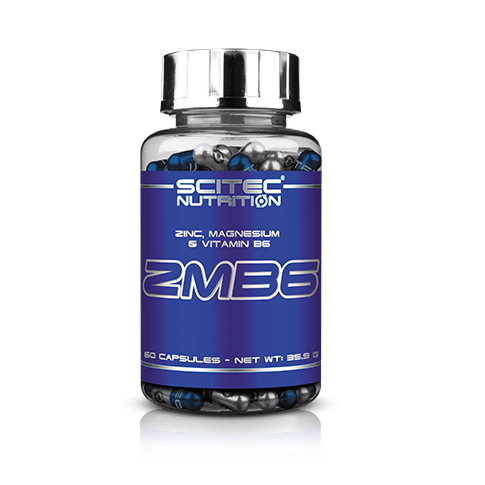 SCITEC
NUTRITION
ZINC, MAGNESIUM
& VITAMIN B6
ZMB6
60 CAPSULES - NET WT: 35.9 G